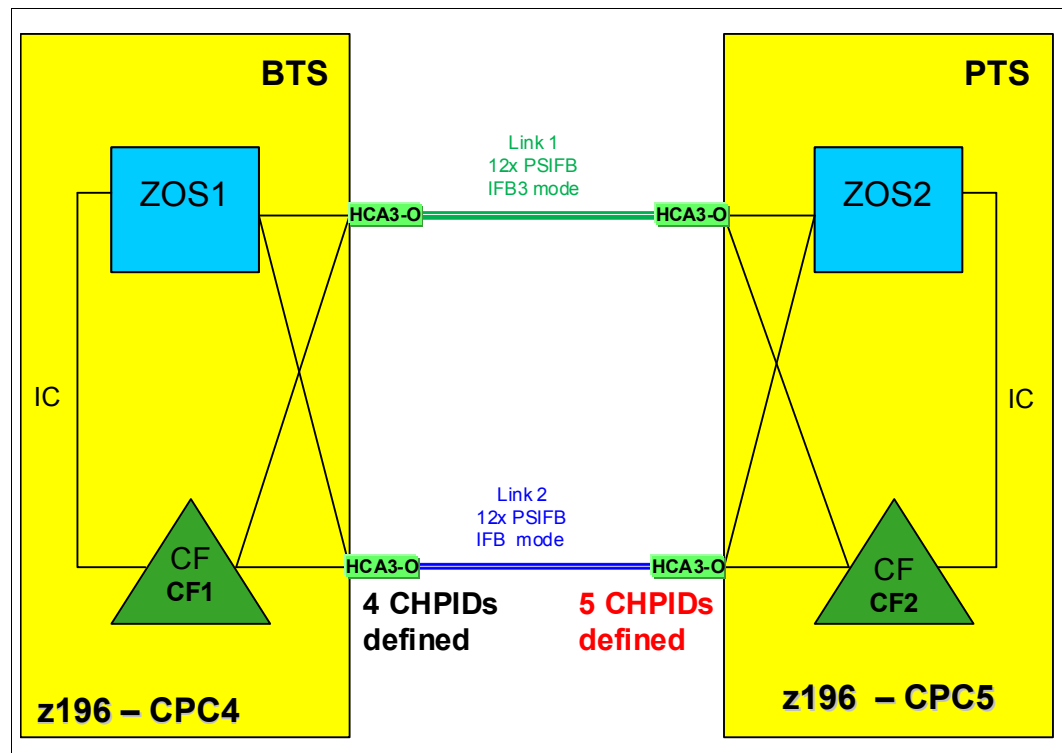 BTS
PTS
Link 1
12x PSIFB
IFB3 mode
ZOS1
ZOS2
HCA3-O
HCA3-O
IC
IC
Link 2
12x PSIFB
IFB mode
CF
CF1
HCA3-O
HCA3-O
CF
CF2
4 CHPIDs
defined
5 CHPIDs
defined
z196 – CPC4
z196 – CPC5